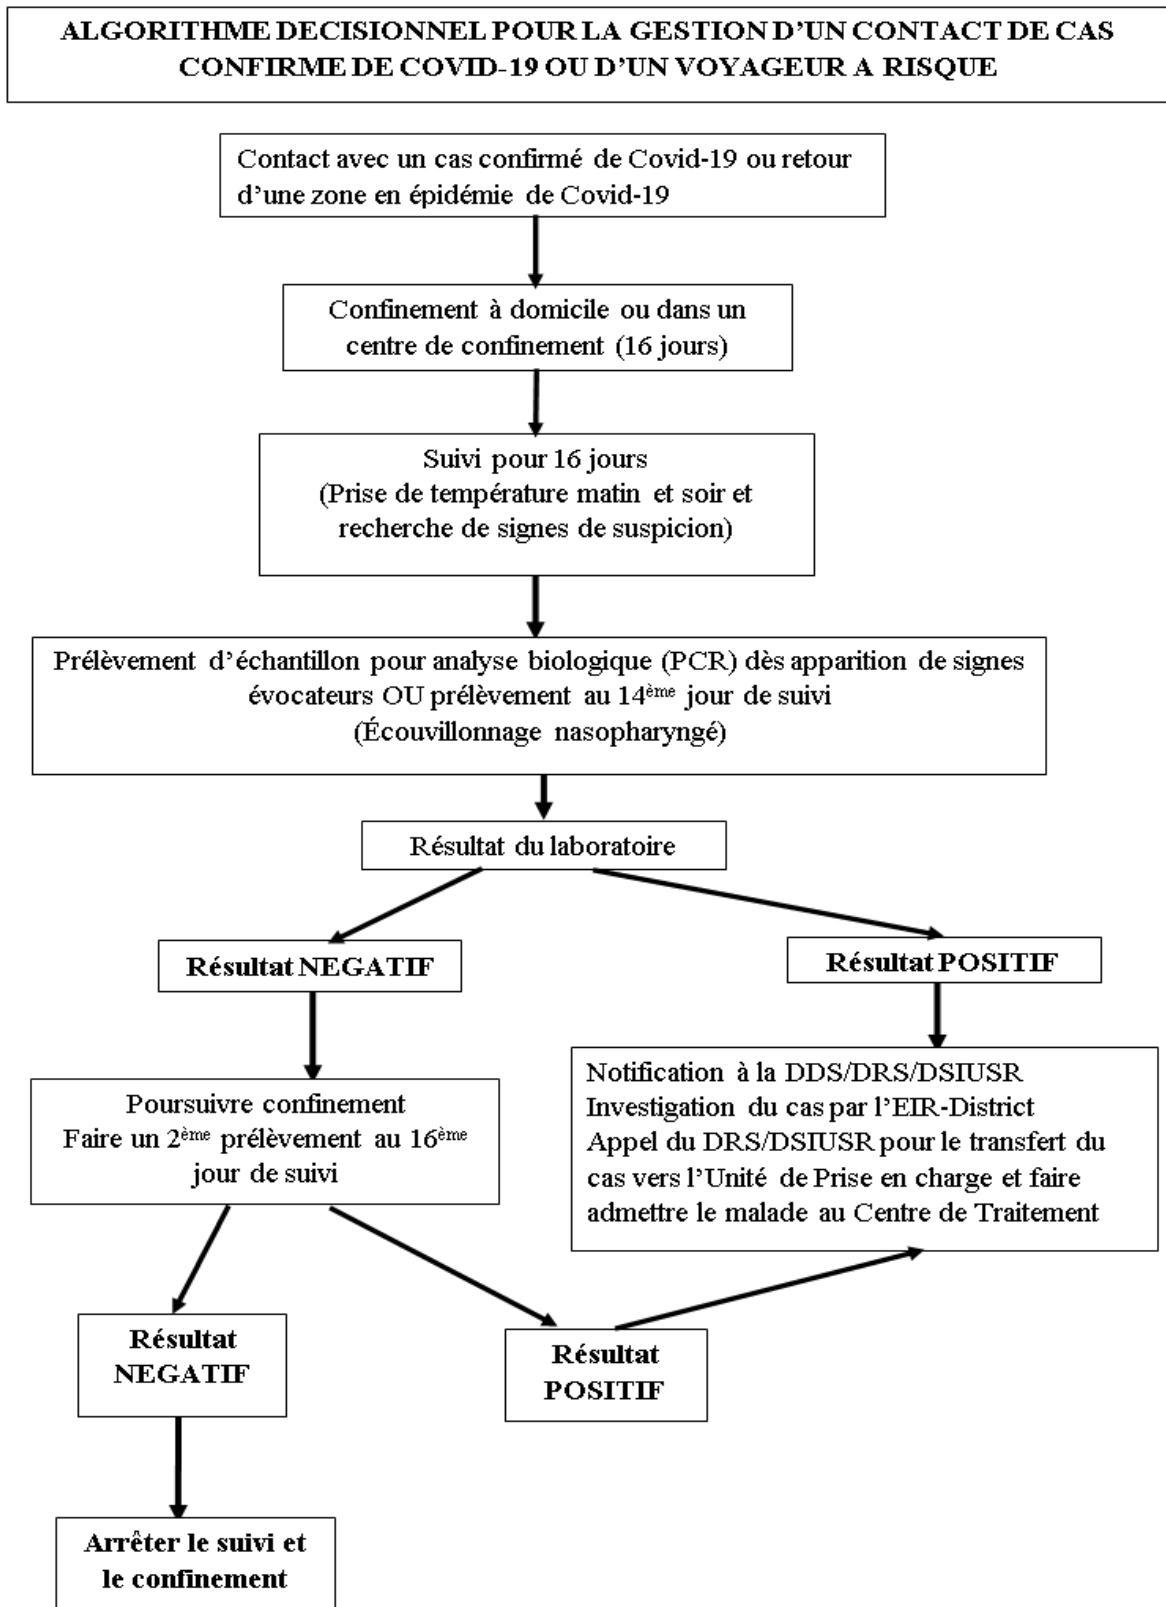 ALGORITHME DECISIONNEL POUR LA GESTION D’UN CONTACT DE CAS
CONFIRME DE COVID-19 OU D’UN VOYAGEUR A RISQUE
Contact avec un cas confirmé de Covid-19 ou retour
d’une zone en épidémie de Covid-19
Confinement à domicile ou dans un
centre de confinement (16 jours)
Suivi pour 16 jours
(Prise de température matin et soir et
recherche de signes de suspicion)
Prélèvement d’échantillon pour analyse biologique (PCR) dès apparition de signes
évocateurs OU prélèvement au 14ème jour de suivi
(Écouvillonnage nasopharyngé)
Résultat du laboratoire
Résultat NEGATIF
Résultat POSITIF
Poursuivre confinement
Faire un 2ème prélèvement au 16ème
jour de suivi
Notification à la DDS/DRS/DSIUSR
Investigation du cas par l’EIR-District
Appel du DRS/DSIUSR pour le transfert du
cas vers l’Unité de Prise en charge et faire
admettre le malade au Centre de Traitement
Résultat
NEGATIF
Résultat
POSITIF
Arrêter le suivi et
le confinement